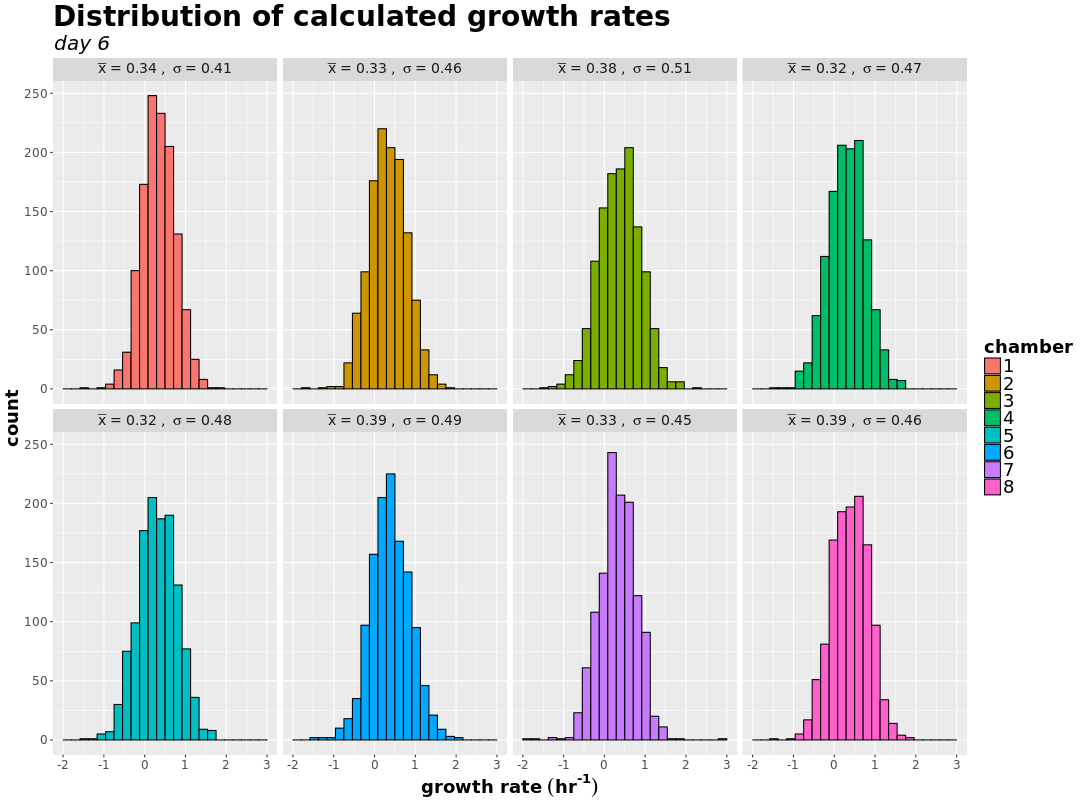 Distribution of calculated growth rates
day 6
x̅ = 0.34 , σ = 0.41
x̅ = 0.33 , σ = 0.46
x̅ = 0.38 , σ = 0.51
x̅ = 0.32 , σ = 0.47
250
200
150
100
50
0
count
x̅ = 0.32 , σ = 0.48
x̅ = 0.39 , σ = 0.49
x̅ = 0.33 , σ = 0.45
x̅ = 0.39 , σ = 0.46
250
200
150
100
50
0
-2 -1 0 1 2 3
-2 -1 0 1 2 3
-2 -1 0 1 2 3
-2 -1 0 1 2 3
growth rate (hr⁻¹)
chamber
1
2
3
4
5
6
7
8